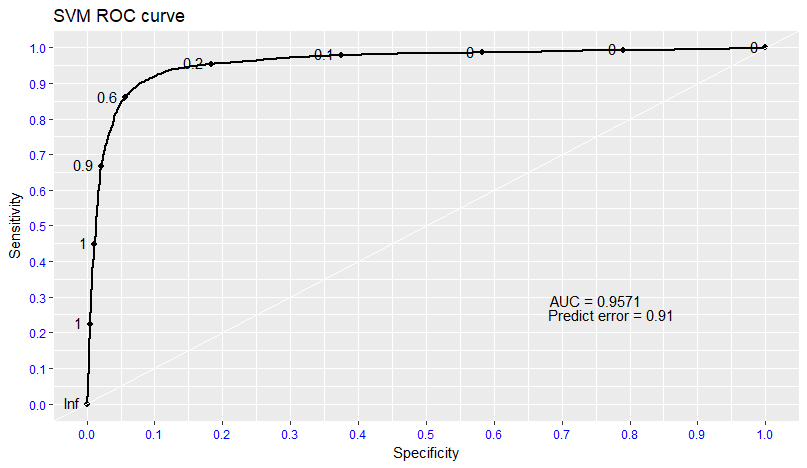 SVM ROC curve
1.0
0.9
0.8
0.7
0.6
0.5
0.4
0.3
0.2
0.1
0.0
Sensitivity
Inf
1
1
0.9
0.6
0.2
0.1
0
0
0
AUC = 0.9571
Predict error = 0.91
0.0 0.1 0.2 0.3 0.4 0.5 0.6 0.7 0.8 0.9 1.0
Specificity